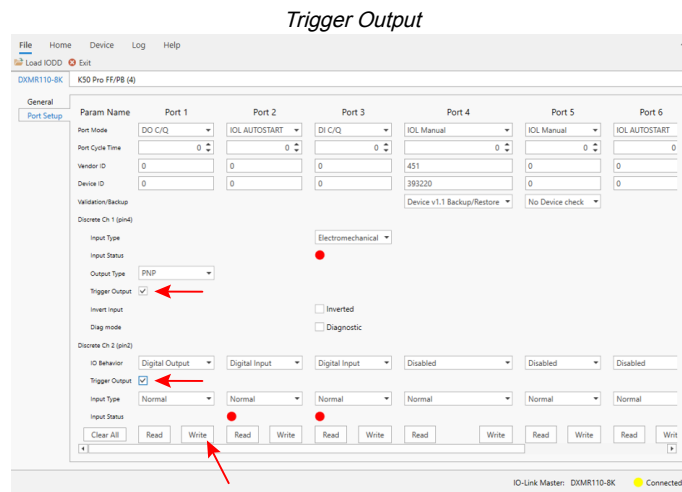 Trigger Output
File Home Device Log Help
Load IODD Exit
DXMR110-8K K50 Pro FF/PB (4)
General
Port Setup
Param Name Port 1 Port 2 Port 3 Port 4 Port 5 Port 6
Port Mode DO C/Q IOL AUTOSTART DI C/Q IOL Manual IOL Manual IOL AUTOSTART
Port Cycle Time 0 0 0 0 0 0
Vendor ID 0 0 0 451 0 0
Device ID 0 0 0 393220 0 0
Validation/Backup Device v1.1 Backup/Restore No Device check
Discrete Ch 1 (pin4)
Input Type Electromechanical
Input Status
Output Type PNP
Trigger Output
Invert Input Inverted
Diag mode Diagnostic
Discrete Ch 2 (pin2)
IO Behavior Digital Output Digital Input Digital Input Disabled Disabled Disabled
Trigger Output
Input Type Normal Normal Normal Normal Normal Normal
Input Status
Clear All Read Write Read Write Read Write Read Write Read Write Read Writ
IO-Link Master: DXMR110-8K Connected